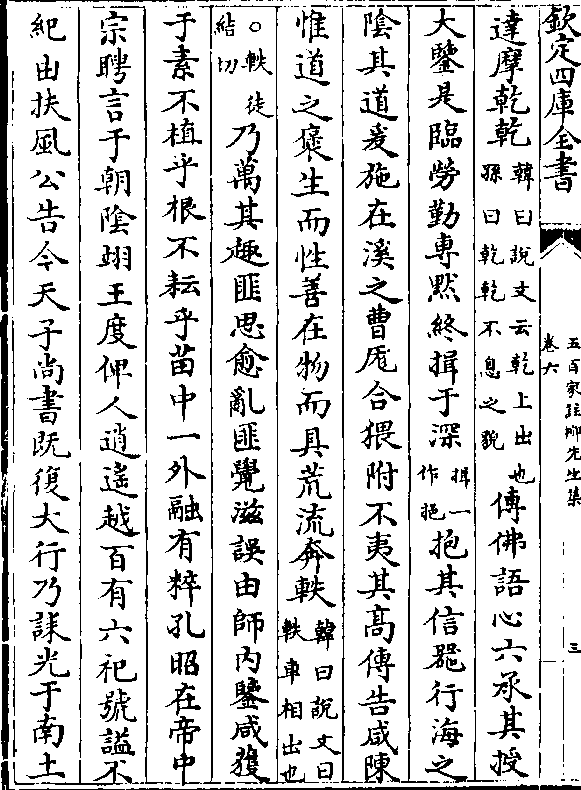 欽定四庫全書
五百家註柳先生集
卷六
三
達摩乾乾韓曰說文云乾上出也孫曰乾乾不息之貌傳佛語心六承其授
大鑒是臨勞勤專黙終揖于深揖一作挹抱其信器行海之
陰其道爰施在溪之曹厖合猥附不夷其髙傳告咸陳
惟道之褒生而性善在物而具荒流奔軼韓曰說文曰軼車相出也
○軼徒結切乃萬其趣匪思愈亂匪覺滋誤由師内鑒咸獲
于素不植乎根不耘乎苗中一外融有粹孔昭在帝中
宗聘言于朝陰翊王度俾人逍遙越百有六祀號謚不
紀由扶風公告今天子尚書既復大行乃誄光于南土